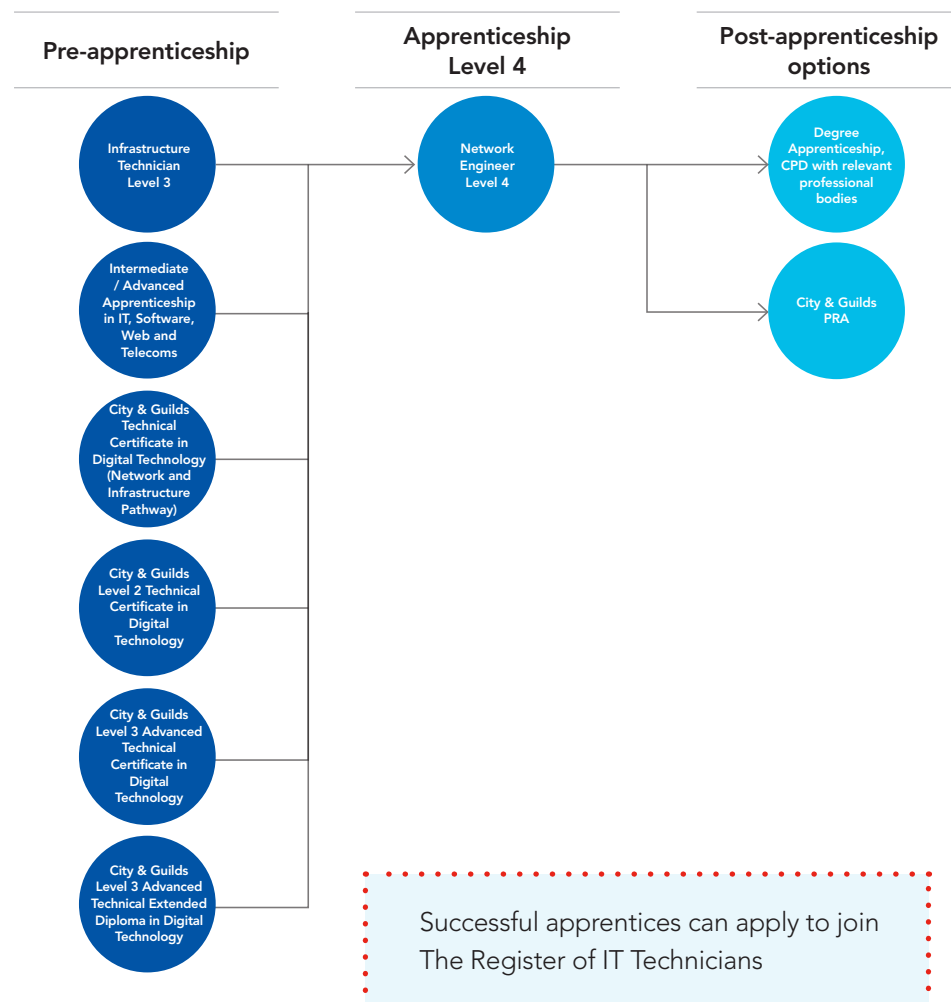 Pre-apprenticeship
Apprenticeship
Level 4
Post-apprenticeship
options
Infrastructure
Technician
Level 3
Network
Engineer
Level 4
Degree
Apprenticeship,
CPD with relevant
professional
bodies
Intermediate
/ Advanced
Apprenticeship
in IT, Software,
Web and
Telecoms
City & Guilds
PRA
City & Guilds
Technical
Certificate in
Digital Technology
(Network and
Infrastructure
Pathway)
City & Guilds
Level 2 Technical
Certificate in
Digital
Technology
City & Guilds
Level 3 Advanced
Technical
Certificate in
Digital
Technology
City & Guilds
Level 3 Advanced
Technical Extended
Diploma in Digital
Technology
Successful apprentices can apply to join
The Register of IT Technicians